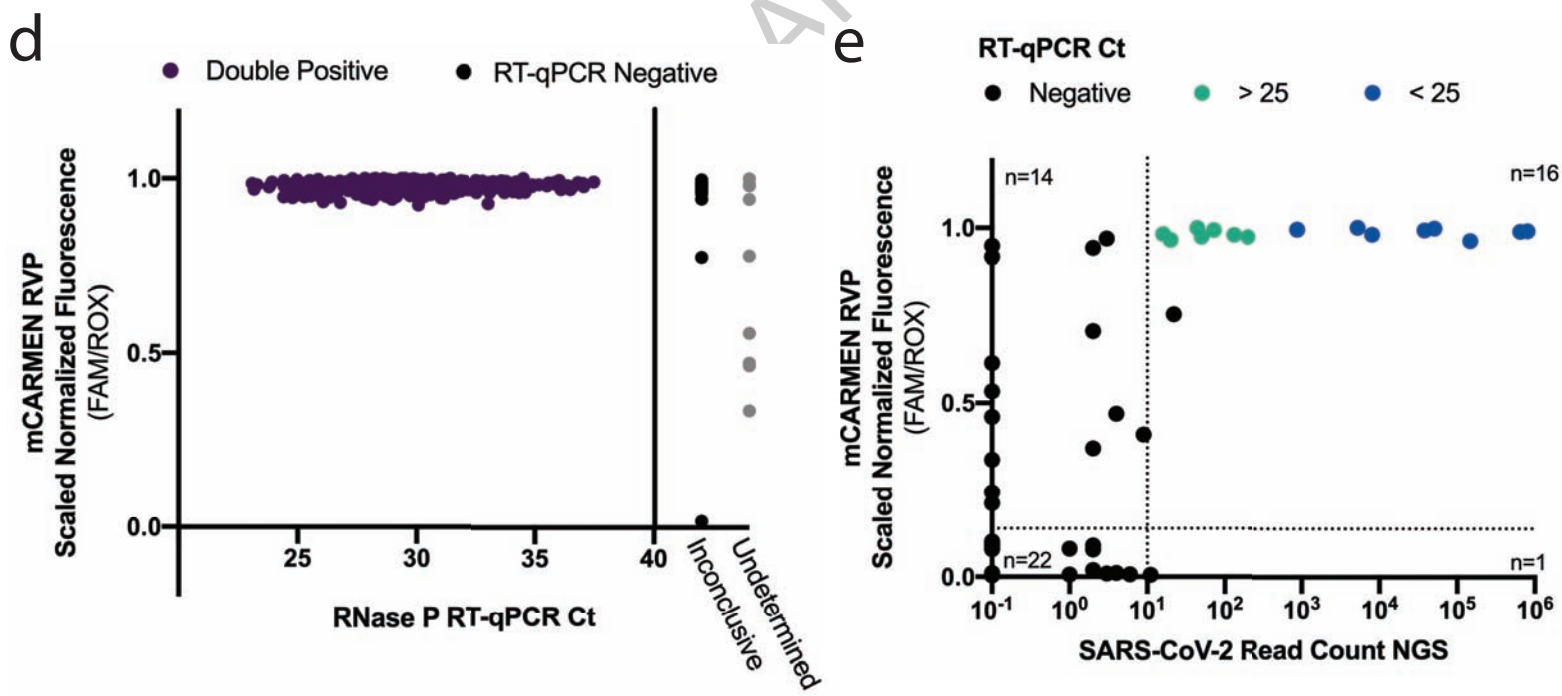 d
Double Positive
RT-qPCR Negative
mCARMEN RVP
Scaled Normalized Fluorescence
(FAM/ROX)
1.0
0.5
0.0
25
30
35
40
Inconclusive
Undetermined
RNase P RT-qPCR Ct
e
RT-qPCR Ct
Negative
> 25
< 25
mCARMEN RVP
Scaled Normalized Fluorescence
(FAM/ROX)
n=14
n=16
1.0
0.5
n=22
n=1
0.0
10-1
100
101
102
103
104
105
106
SARS-CoV-2 Read Count NGS